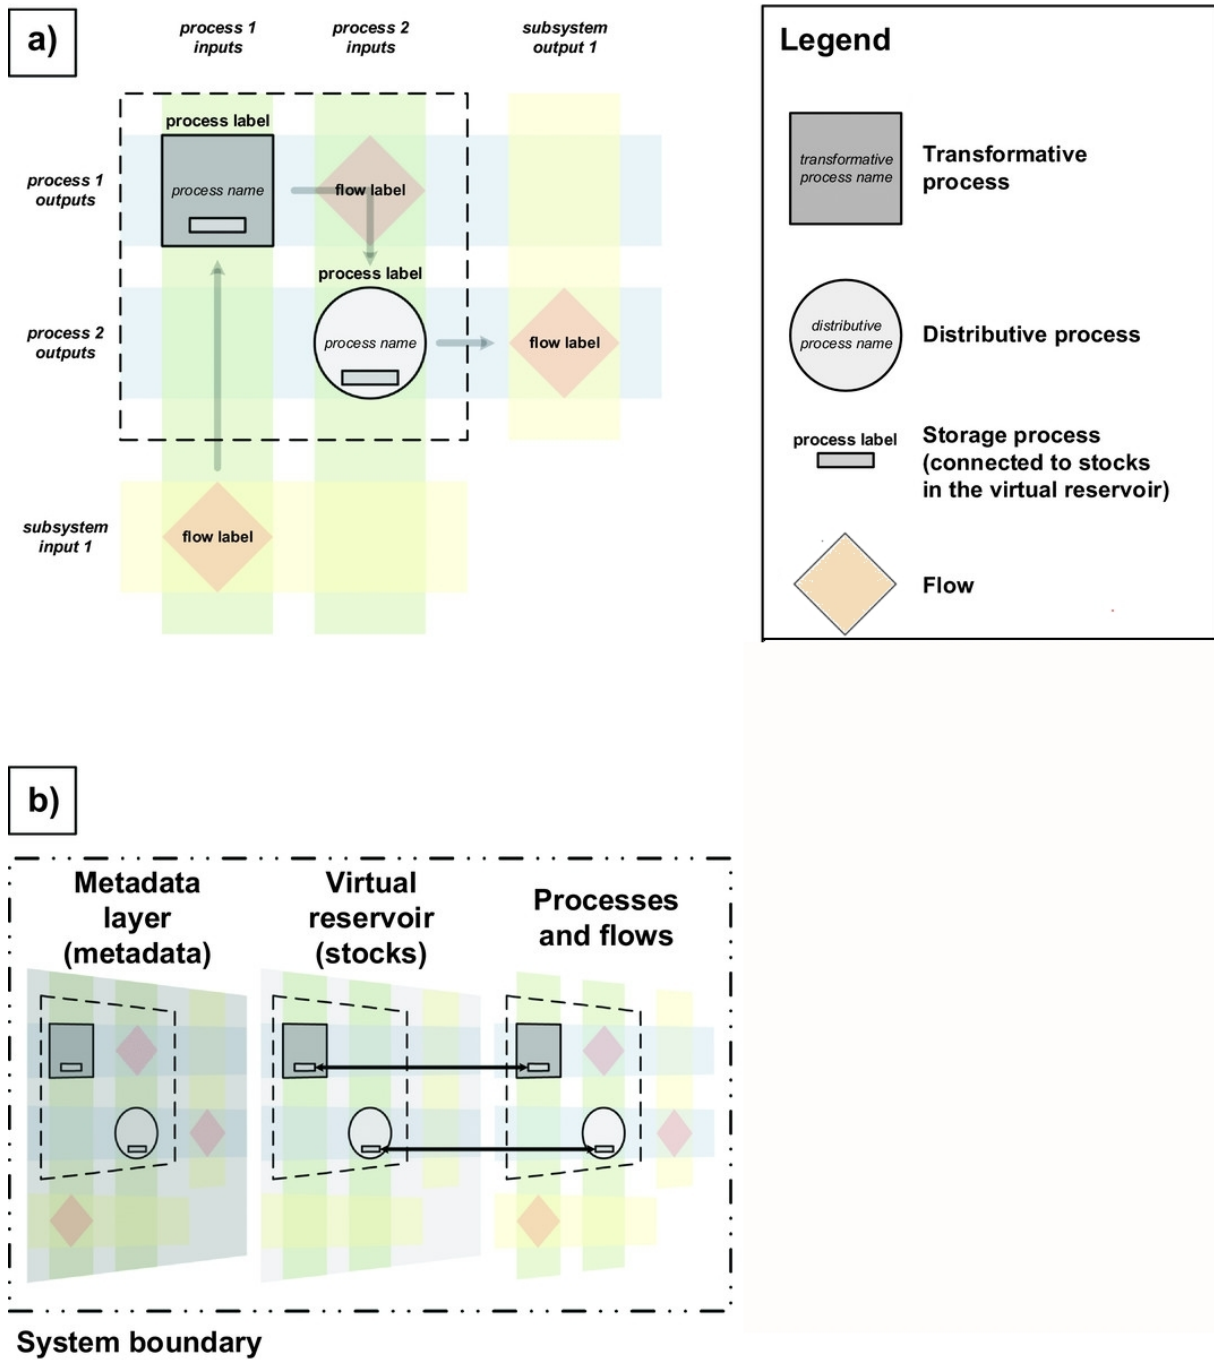 a)
process 1
inputs
process 2
inputs
subsystem
output 1
process label
process 1
outputs
process name
flow label
process label
process 2
outputs
process name
flow label
subsystem
input 1
flow label
Legend
transformative
process name
Transformative
process
distributive
process name
Distributive process
process label
Storage process
(connected to stocks
in the virtual reservoir)
Flow
b)
Metadata
layer
(metadata)
Virtual
reservoir
(stocks)
Processes
and flows
System boundary